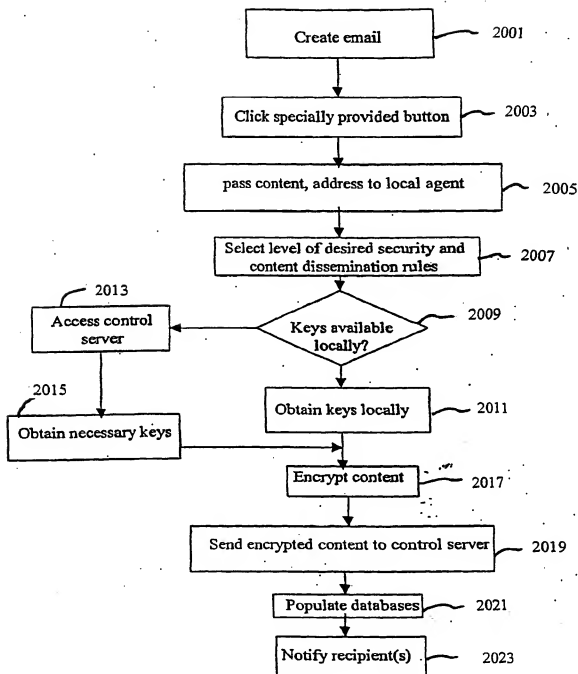 Create email
2001
Click specially provided button
2003
pass content, address to local agent
2005
Select level of desired security and
content dissemination rules
2007
2013
Access control
server
Keys available
locally?
2009
2015
Obtain necessary keys
Obtain keys locally
2011
Encrypt content
2017
Send encrypted content to control server
2019
Populate databases
2021
Notify recipient(s)
2023